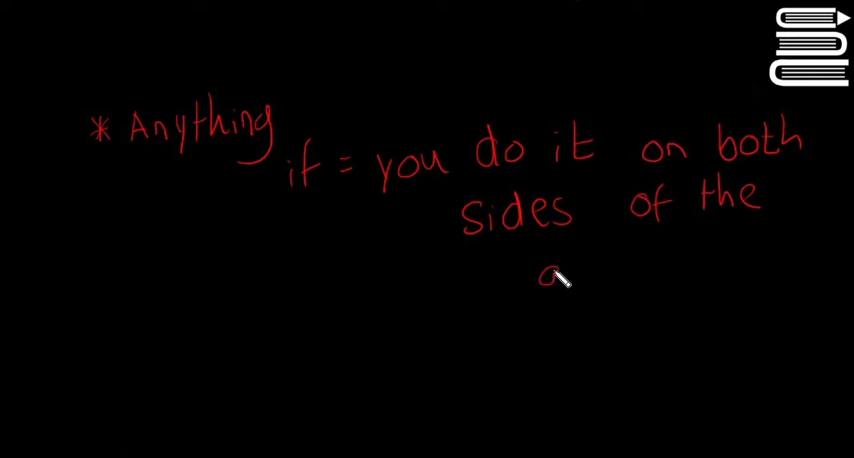 * Anything
if = you do it on both
sides of the
a